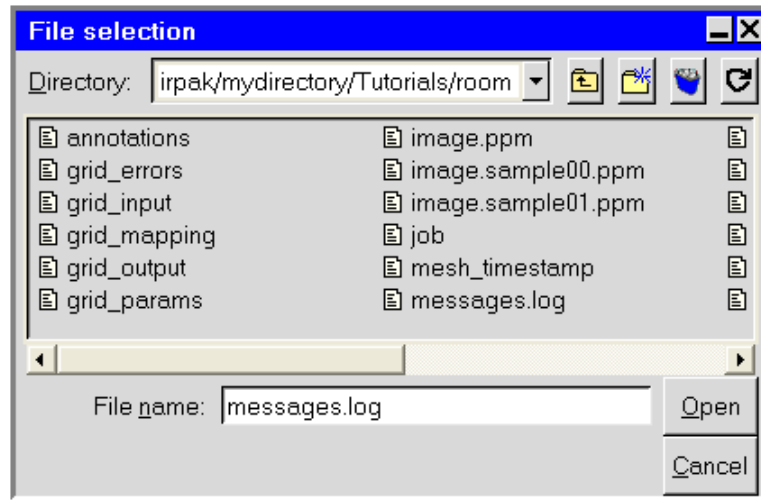 File selection
Directory: irpak/mydirectory/Tutorials/room
annotations
grid_errors
grid_input
grid_mapping
grid_output
grid_params
image.ppm
image.sample00.ppm
image.sample01.ppm
job
mesh_timestamp
messages.log
File name: messages.log
Open
Cancel